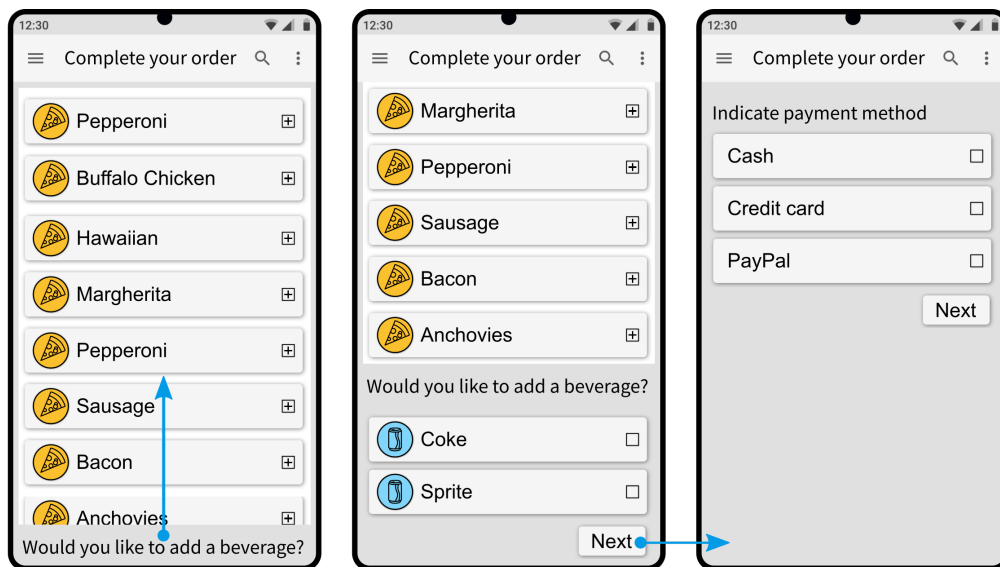 12:30
Complete your order
Pepperoni
Buffalo Chicken
Hawaiian
Margherita
Pepperoni
Sausage
Bacon
Anchovies
Would you like to add a beverage?
12:30
Complete your order
Margherita
Pepperoni
Sausage
Bacon
Anchovies
Would you like to add a beverage?
Coke
Sprite
Next
12:30
Complete your order
Indicate payment method
Cash
Credit card
PayPal
Next